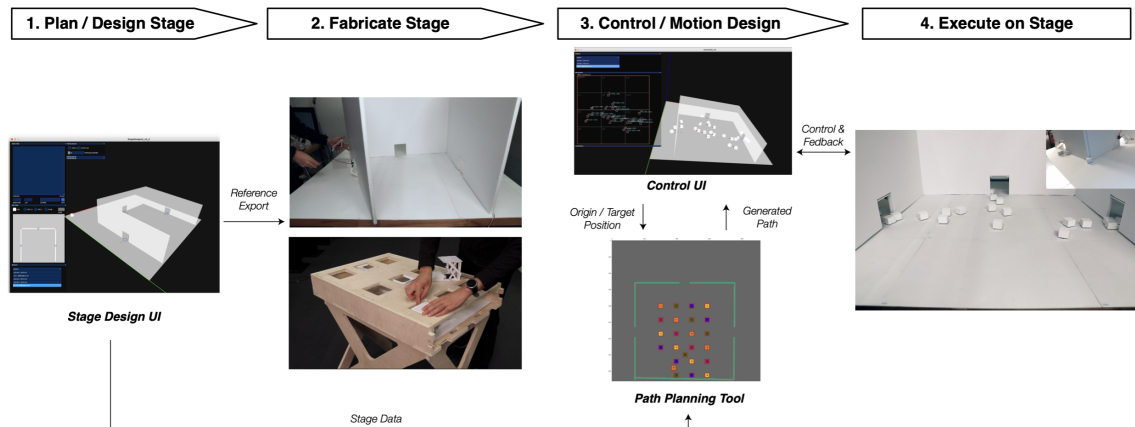 1. Plan / Design Stage
2. Fabricate Stage
3. Control / Motion Design
4. Execute on Stage
Reference
Export
Stage Design UI
Control UI
Control &
Fedback
Origin / Target
Position
Generated
Path
Path Planning Tool
Stage Data